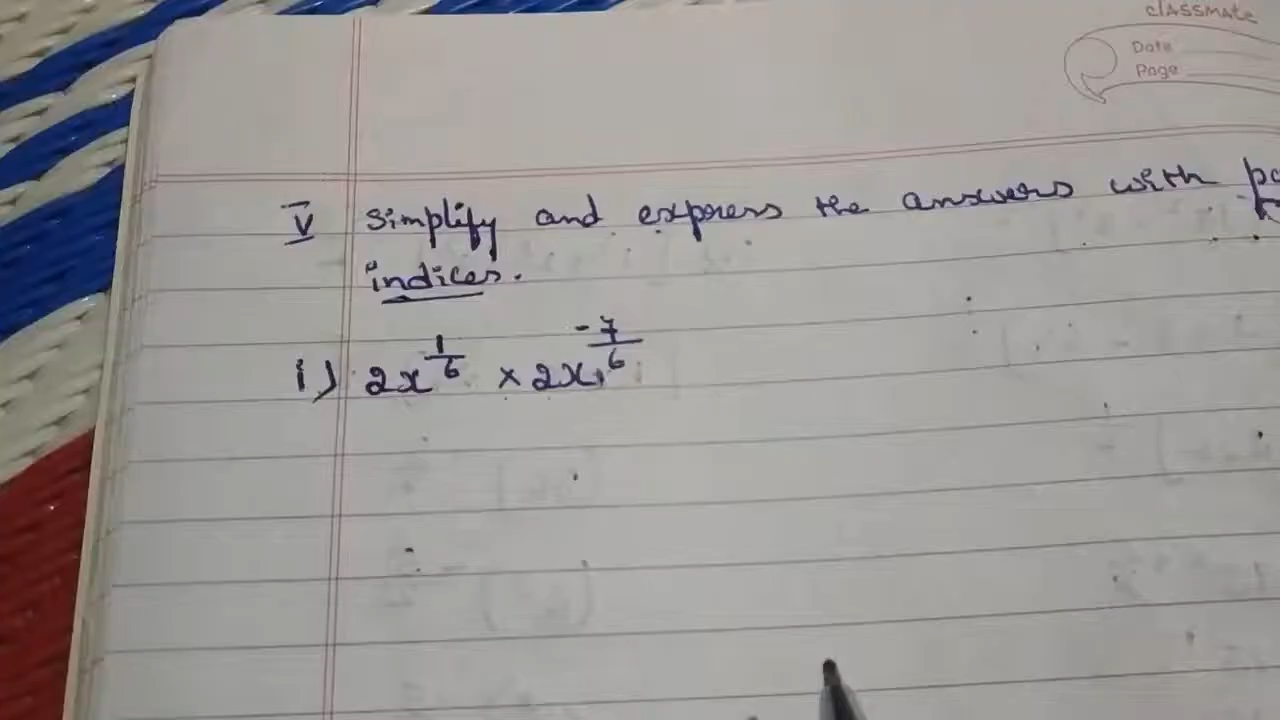 classmate
Date
Page
V simplify and express the answers with
indices.
i) 2x^{1/6} × 2x^{-7/6}